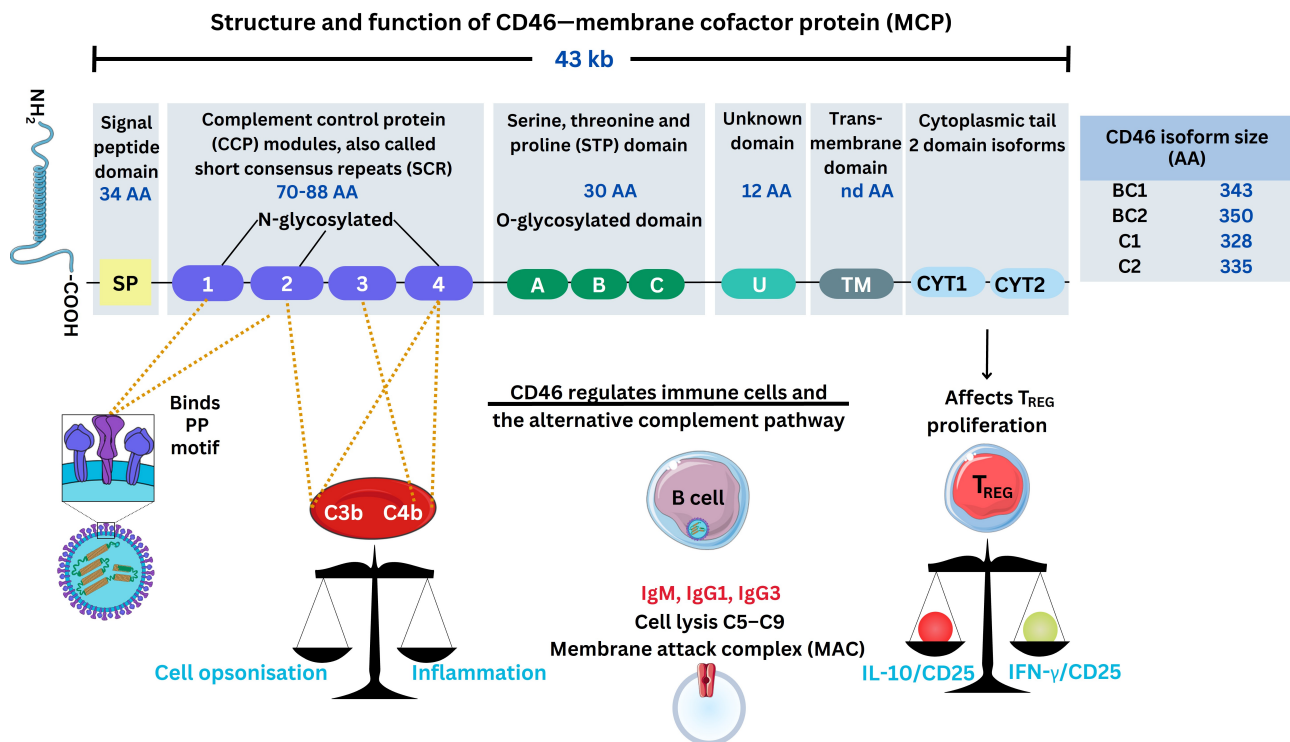 Structure and function of CD46—membrane cofactor protein (MCP)
43 kb
NH2
-COOH
Signal
peptide
domain
34 AA
SP
Complement control protein
(CCP) modules, also called
short consensus repeats (SCR)
70-88 AA
N-glycosylated
1
2
3
4
Serine, threonine and
proline (STP) domain
30 AA
O-glycosylated domain
A
B
C
Unknown
domain
12 AA
U
Trans-
membrane
domain
nd AA
TM
Cytoplasmic tail
2 domain isoforms
CYT1
CYT2
CD46 isoform size
(AA)
BC1 343
BC2 350
C1 328
C2 335
Binds
PP
motif
C3b
C4b
Cell opsonisation
Inflammation
CD46 regulates immune cells and
the alternative complement pathway
B cell
IgM, IgG1, IgG3
Cell lysis C5–C9
Membrane attack complex (MAC)
Affects TREG
proliferation
TREG
IL-10/CD25
IFN-γ/CD25